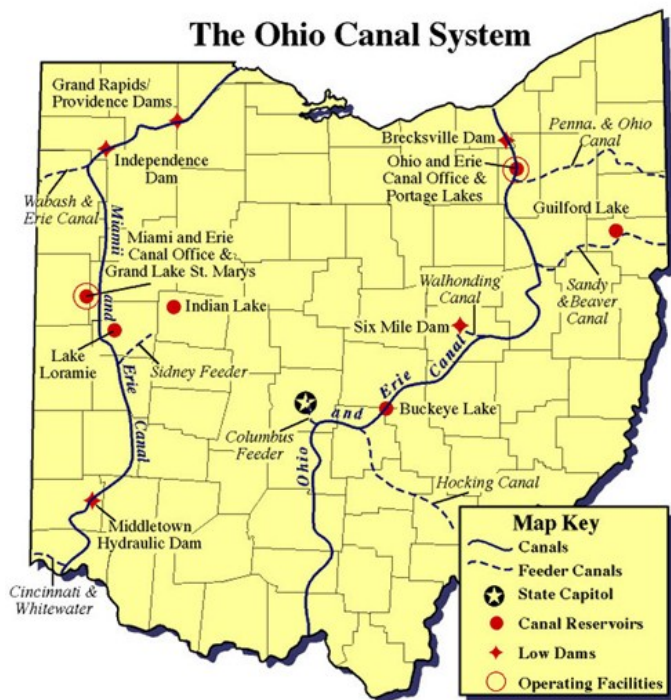 The Ohio Canal System
Grand Rapids/
Providence Dams
Independence
Dam
Wabash &
Erie Canal
Brecksville Dam
Penna. & Ohio
Canal
Ohio and Erie
Canal Office &
Portage Lakes
Guilford Lake
Miami and Erie
Canal Office &
Grand Lake St. Marys
Miami and Erie Canal
Indian Lake
Walhonding
Canal
Sandy
&Beaver
Canal
Six Mile Dam
Lake
Loramie
Sidney Feeder
Ohio and Erie Canal
Buckeye Lake
Columbus
Feeder
Hocking Canal
Middletown
Hydraulic Dam
Cincinnati &
Whitewater
Map Key
Canals
Feeder Canals
State Capitol
Canal Reservoirs
Low Dams
Operating Facilities